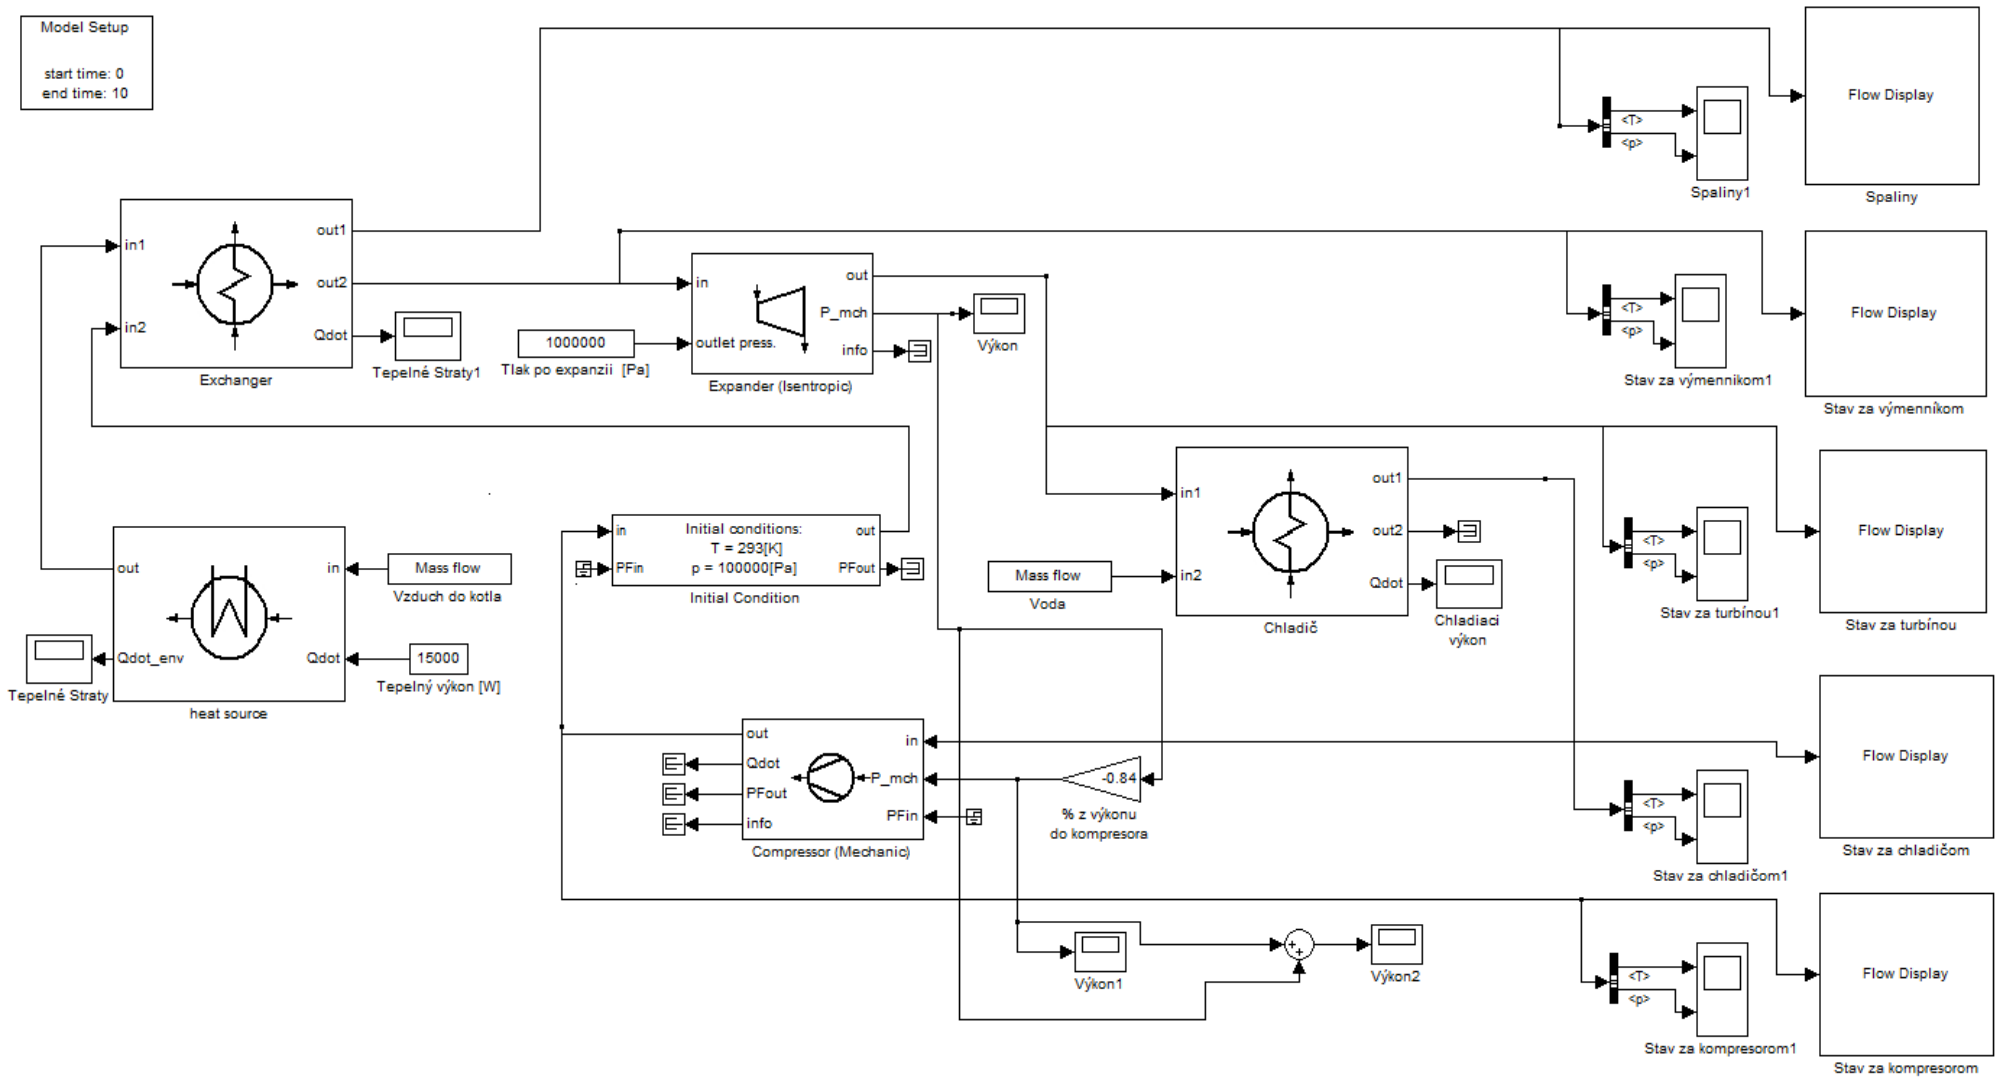 Model Setup
start time: 0
end time: 10
Flow Display
<T>
<p>
Spaliny1
Spaliny
in1
in2
out1
out2
Qdot
Exchanger
Tepelné Straty1
in
outlet press.
out
P_mch
info
Expander (Isentropic)
1000000
Tlak po expanzii [Pa]
Výkon
<T>
<p>
Stav za výmennikom1
Flow Display
Stav za výmenníkom
out
Qdot_env
in
Qdot
heat source
Tepelné Straty
Mass flow
Vzduch do kotla
15000
Tepelný výkon [W]
in
PFin
Initial conditions:
T = 293[K]
p = 100000[Pa]
out
PFout
Initial Condition
Mass flow
Voda
in1
in2
out1
out2
Qdot
Chladič
Chladiaci
výkon
<T>
<p>
Stav za turbínou1
Flow Display
Stav za turbínou
out
Qdot
PFout
info
in
P_mch
PFin
Compressor (Mechanic)
-0.84
% z výkonu
do kompresora
<T>
<p>
Stav za chladičom1
Flow Display
Stav za chladičom
Výkon1
+
+
Výkon2
<T>
<p>
Stav za kompresorom1
Flow Display
Stav za kompresorom